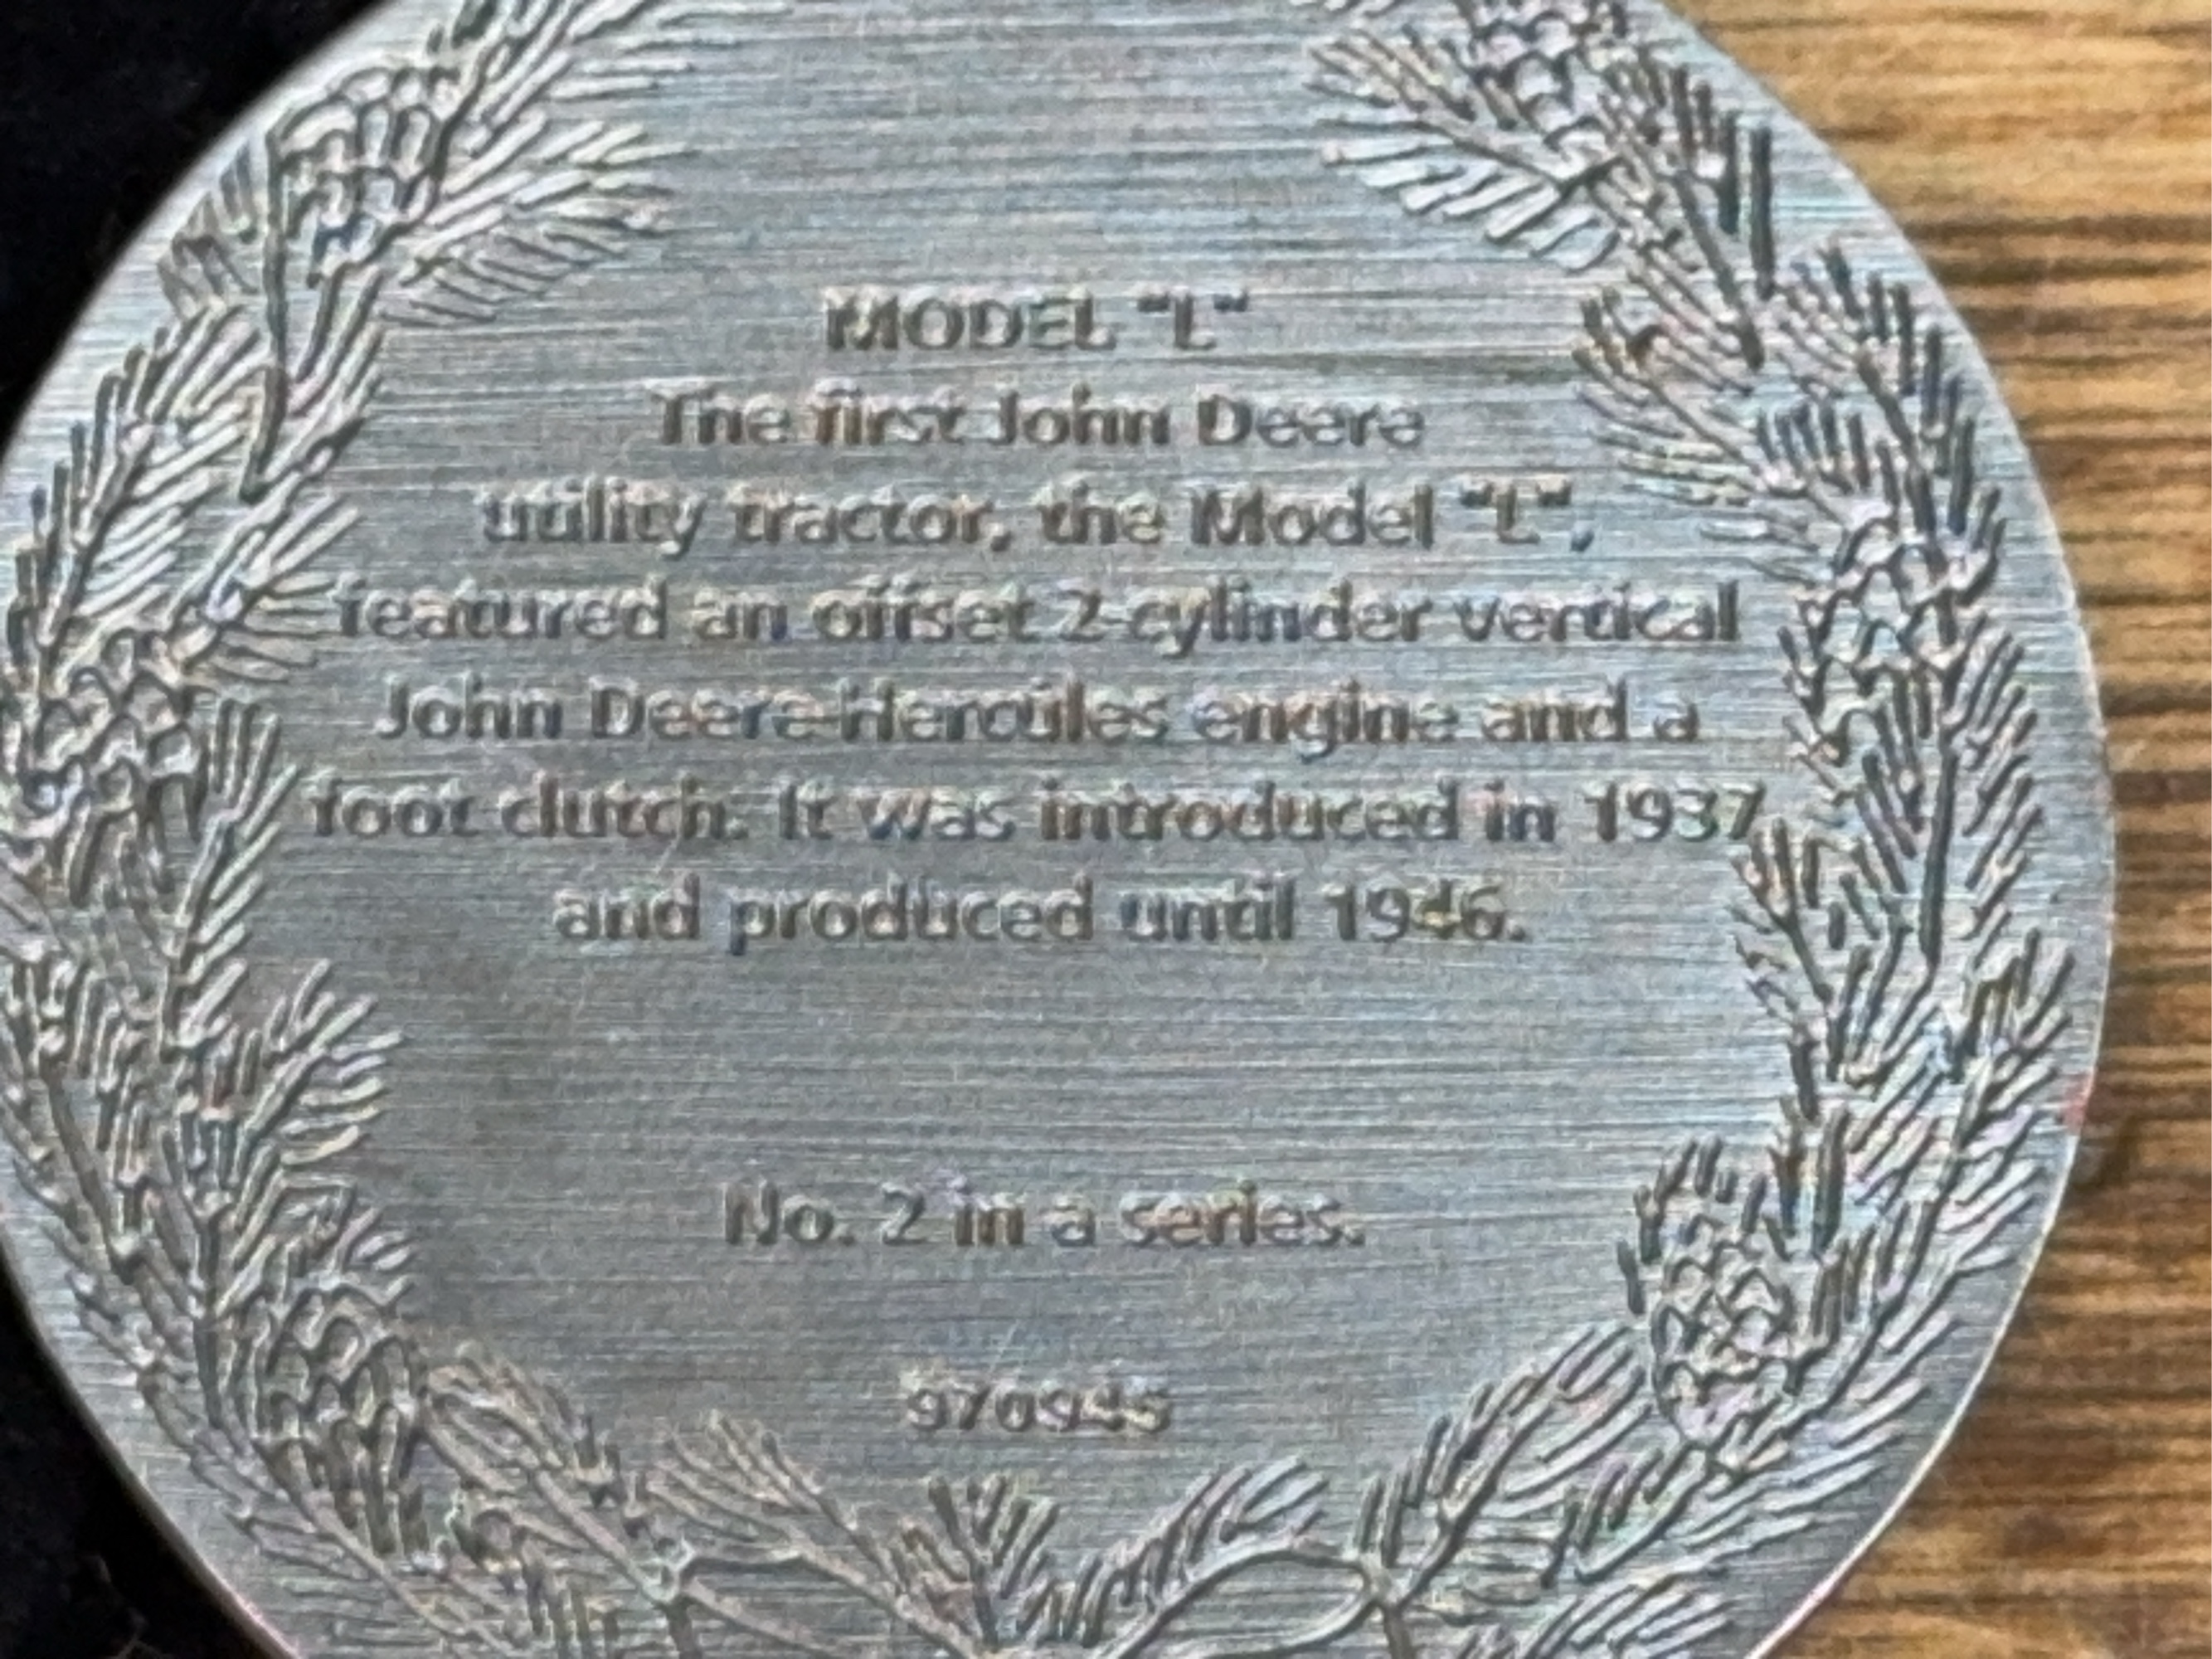 MODEL "L"
The first John Deere
utility tractor, the Model "L",
featured an offset 2-cylinder vertical
John Deere-Hercules engine and a
foot clutch. It was introduced in 1937
and produced until 1946.
No. 2 in a series.